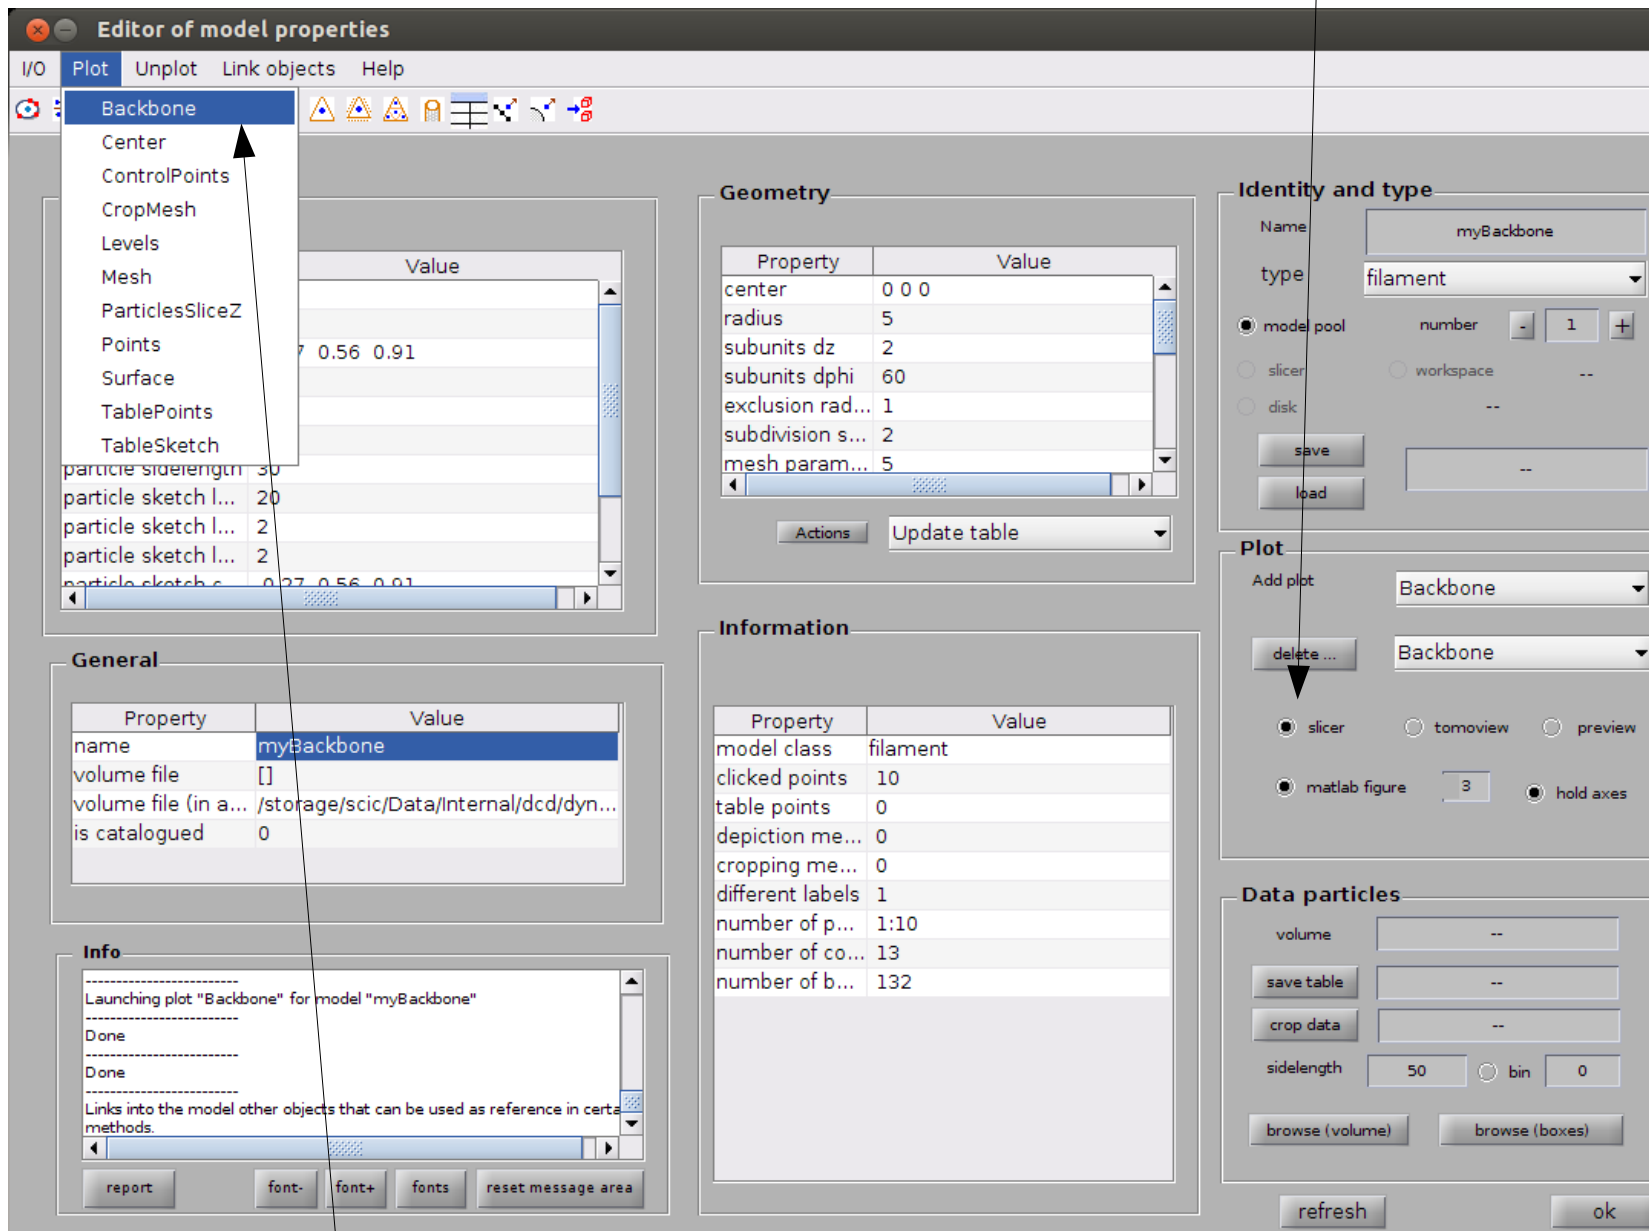 Editor of model properties
I/O Plot Unplot Link objects Help
Backbone
Center
ControlPoints
CropMesh
Levels
Mesh
ParticlesSliceZ
Points
Surface
TablePoints
TableSketch
Value
0.56 0.91
particle sidelength 30
particle sketch l... 20
particle sketch l... 2
particle sketch l... 2
particle sketch c... 0.27 0.56 0.91
General
Property Value
name myBackbone
volume file []
volume file (in a... /storage/scic/Data/Internal/dcd/dyn...
is catalogued 0
Info
--------------------------
Launching plot "Backbone" for model "myBackbone"
--------------------------
Done
--------------------------
Done
--------------------------
Links into the model other objects that can be used as reference in certa
methods.
report font- font+ fonts reset message area
Geometry
Property Value
center 0 0 0
radius 5
subunits dz 2
subunits dphi 60
exclusion rad... 1
subdivision s... 2
mesh param... 5
Actions Update table
Information
Property Value
model class filament
clicked points 10
table points 0
depiction me... 0
cropping me... 0
different labels 1
number of p... 1:10
number of co... 13
number of b... 132
Identity and type
Name myBackbone
type filament
model pool number - 1 +
slicer workspace --
disk --
save
--
load
Plot
Add plot Backbone
delete ... Backbone
slicer tomoview preview
matlab figure 3 hold axes
Data particles
volume --
save table --
crop data --
sidelength 50 bin 0
browse (volume) browse (boxes)
refresh ok